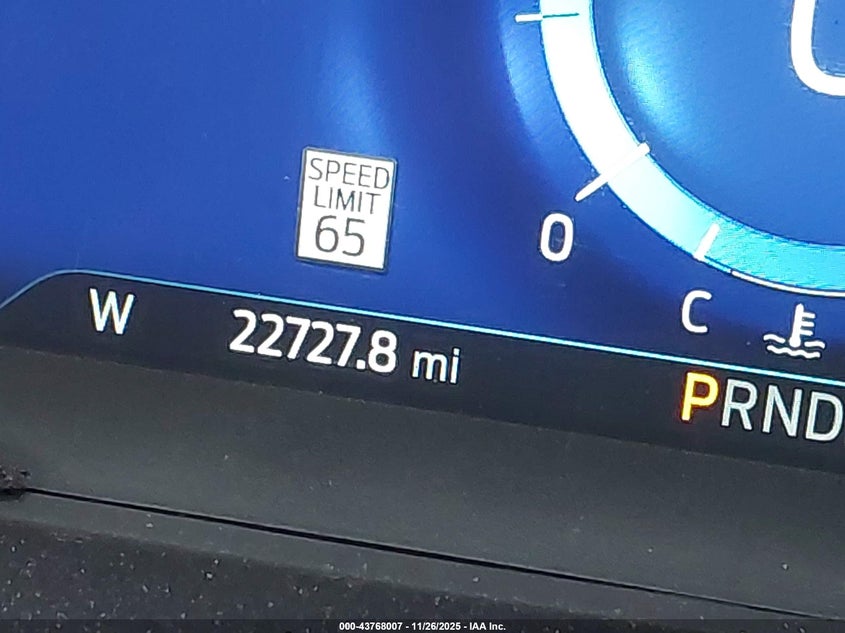 SPEED
LIMIT
65
0
C
W
22727.8 mi
PRND
000-43768007 - 11/26/2025 - IAA Inc.